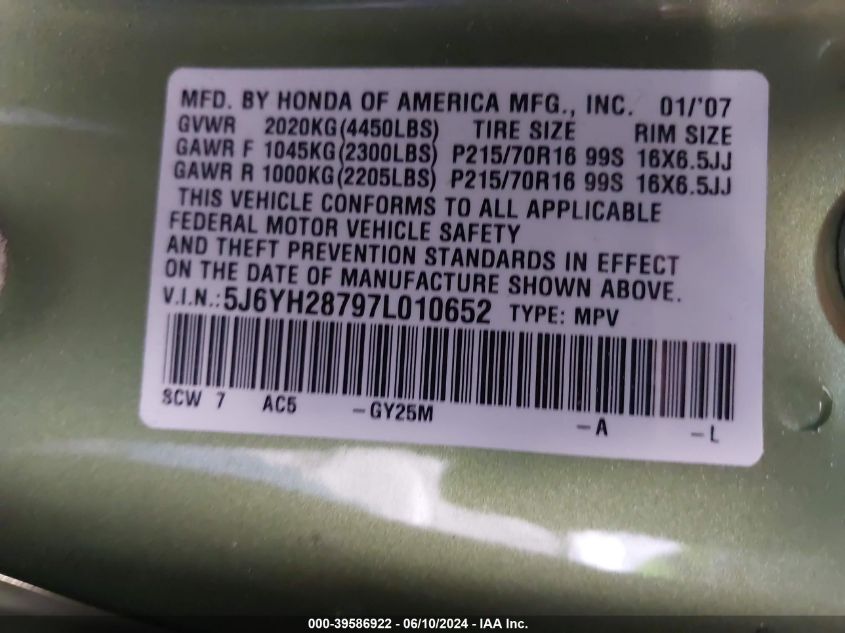 MFD. BY HONDA OF AMERICA MFG., INC. 01/'07
GVWR 2020KG(4450LBS) TIRE SIZE RIM SIZE
GAWR F 1045KG(2300LBS) P215/70R16 99S 16X6.5JJ
GAWR R 1000KG(2205LBS) P215/70R16 99S 16X6.5JJ
THIS VEHICLE CONFORMS TO ALL APPLICABLE
FEDERAL MOTOR VEHICLE SAFETY
AND THEFT PREVENTION STANDARDS IN EFFECT
ON THE DATE OF MANUFACTURE SHOWN ABOVE.
V.I.N.:5J6YH28797L010652 TYPE: MPV
SCW 7 AC5 -GY25M -A -L
000-39586922 - 06/10/2024 - IAA Inc.